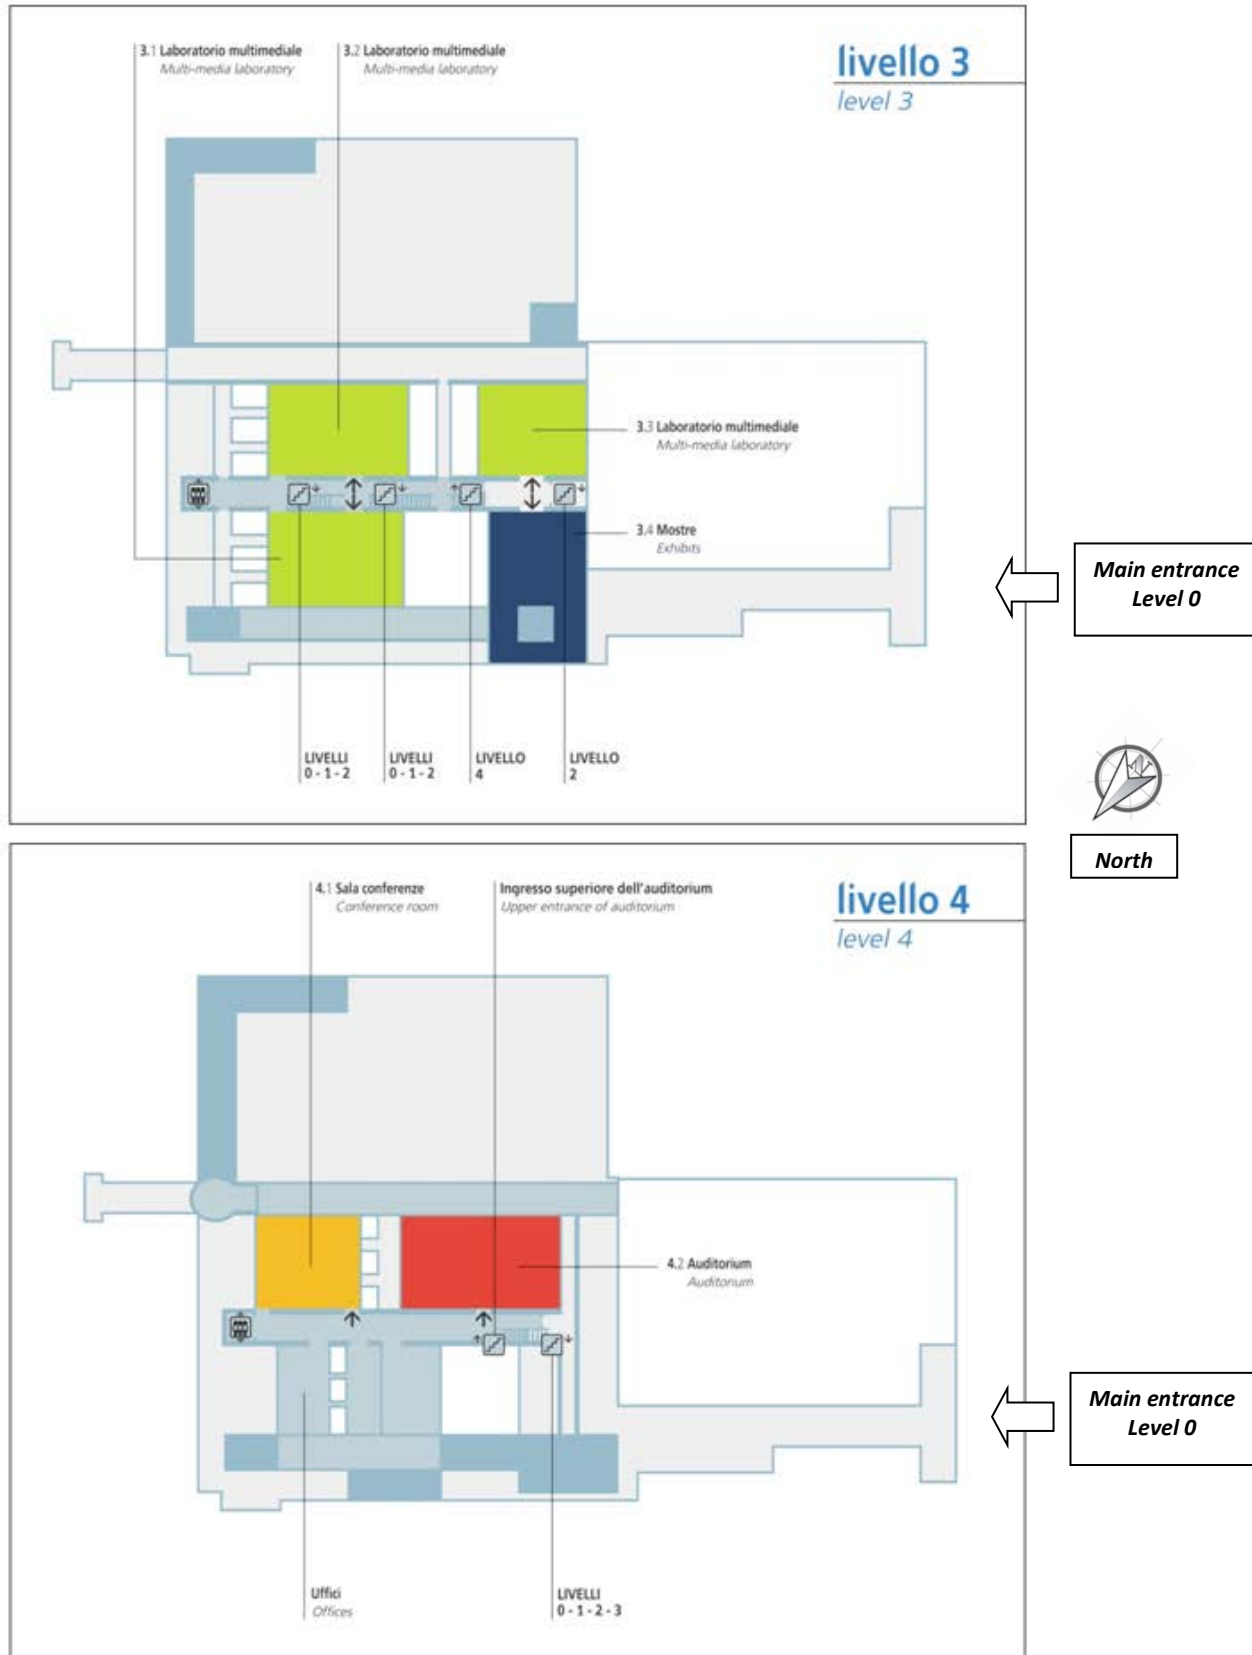 3.1 Laboratorio multimediale
Multi-media laboratory
3.2 Laboratorio multimediale
Multi-media laboratory
livello 3
level 3
3.3 Laboratorio multimediale
Multi-media laboratory
3.4 Mostre
Exhibits
Main entrance
Level 0
LIVELLI
0 - 1 - 2
LIVELLI
0 - 1 - 2
LIVELLO
4
LIVELLO
2
N
North
4.1 Sala conferenze
Conference room
Ingresso superiore dell'auditorium
Upper entrance of auditorium
livello 4
level 4
4.2 Auditorium
Auditorium
Main entrance
Level 0
Uffici
Offices
LIVELLI
0 - 1 - 2 - 3